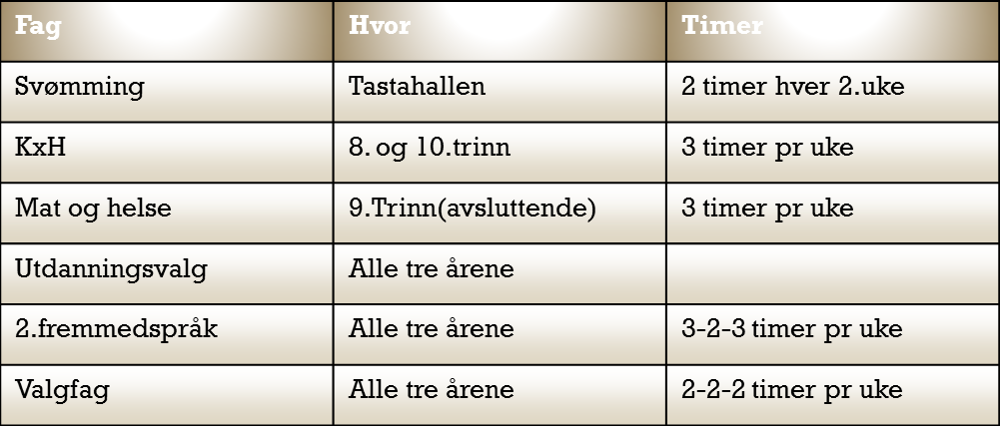 Fag Hvor Timer
Svømming Tastahallen 2 timer hver 2.uke
KxH 8. og 10.trinn 3 timer pr uke
Mat og helse 9.Trinn(avsluttende) 3 timer pr uke
Utdanningsvalg Alle tre årene
2.fremmedspråk Alle tre årene 3-2-3 timer pr uke
Valgfag Alle tre årene 2-2-2 timer pr uke